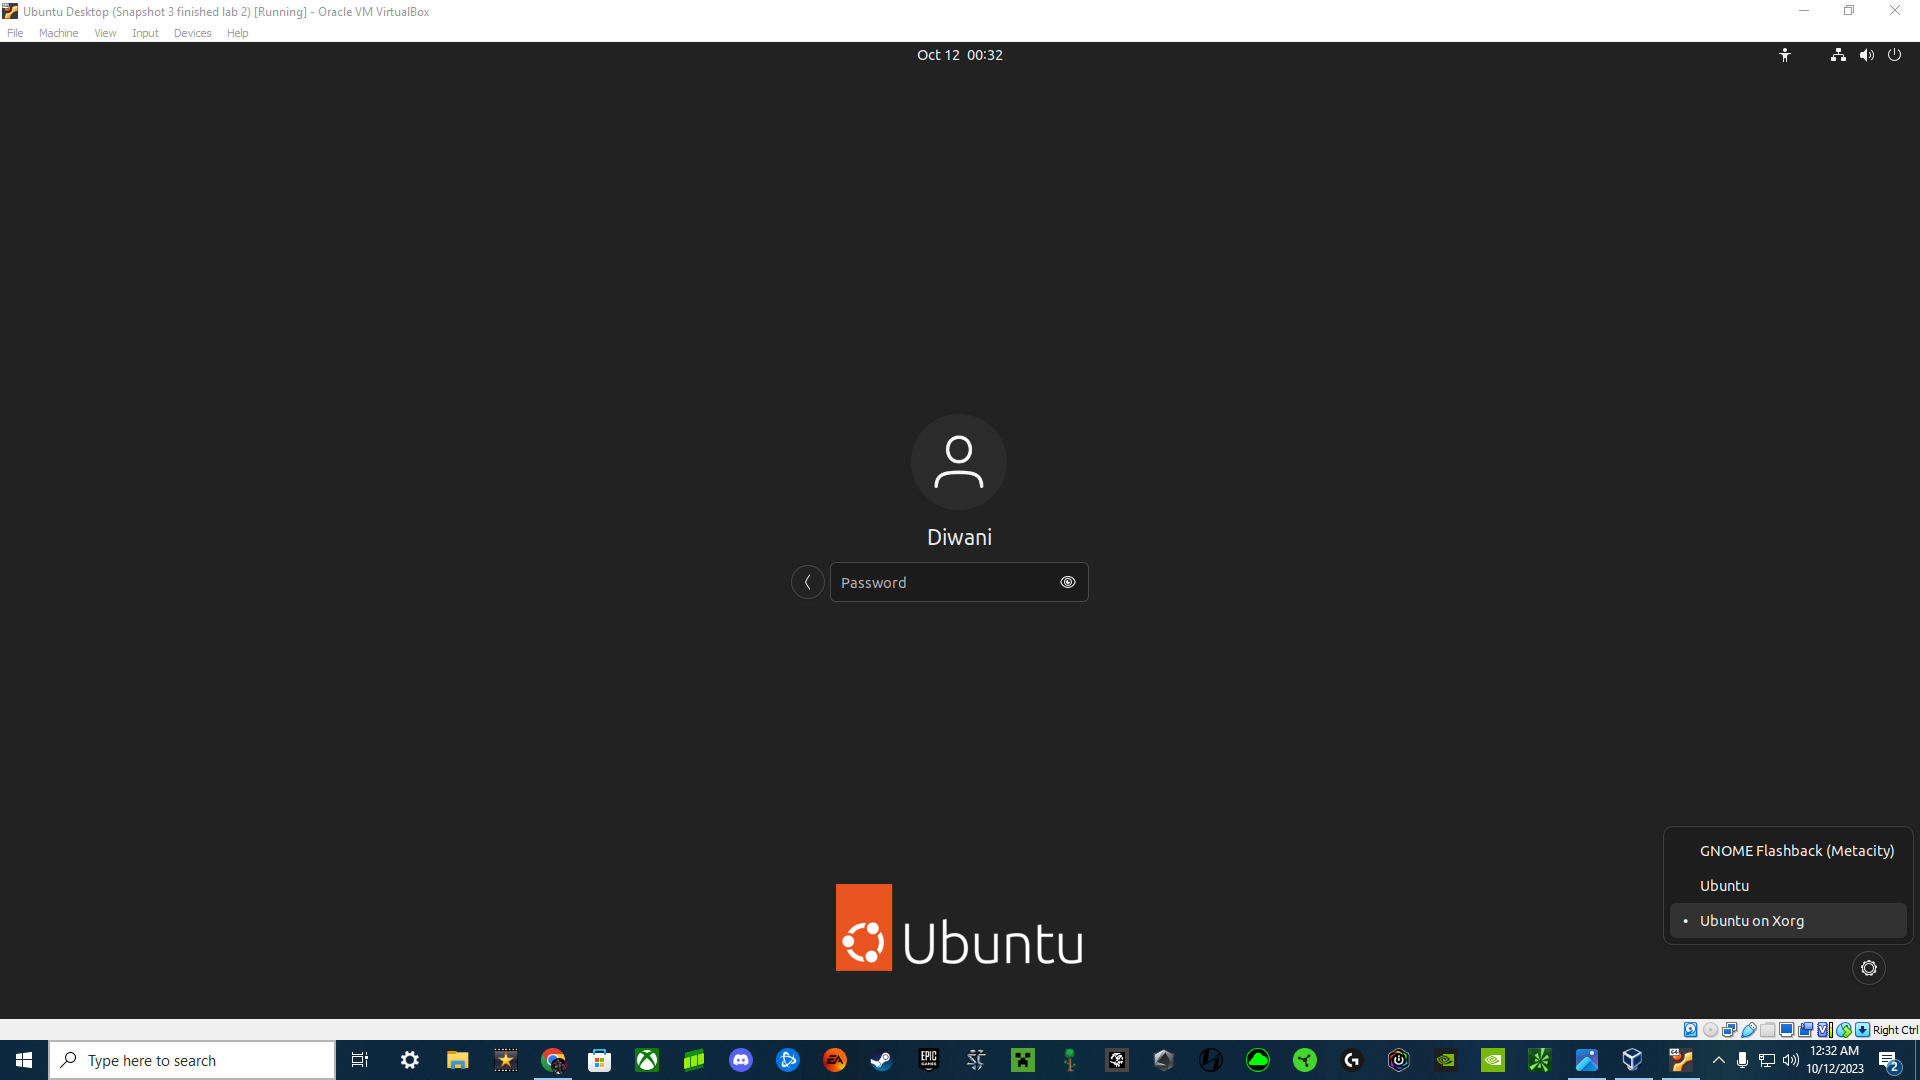 Ubuntu Desktop (Snapshot 3 finished lab 2) [Running] - Oracle VM VirtualBox
File Machine View Input Devices Help
Oct 12 00:32
Diwani
Password
GNOME Flashback (Metacity)
Ubuntu
• Ubuntu on Xorg
Ubuntu
Right Ctrl
Type here to search
EPIC GAMES
12:32 AM
10/12/2023
2